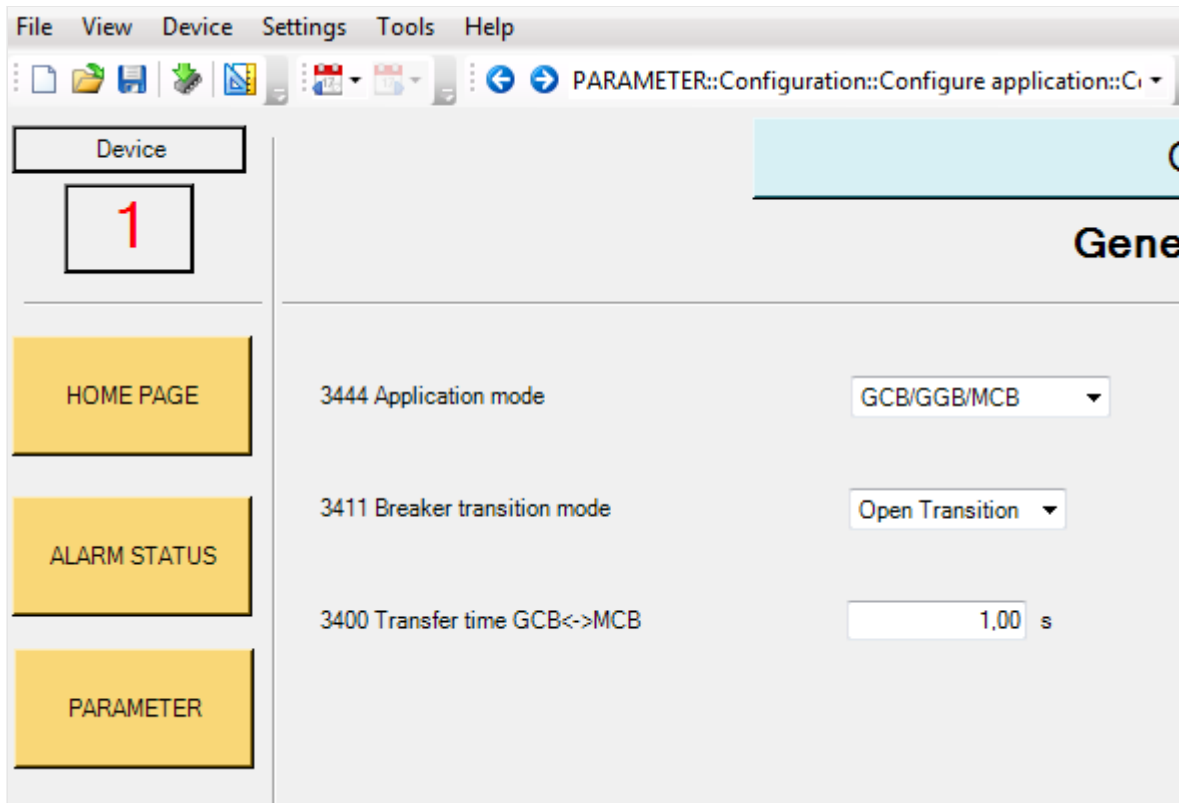 File View Device Settings Tools Help
PARAMETER::Configuration::Configure application::
Device
1
HOME PAGE
3444 Application mode
GCB/GGB/MCB
3411 Breaker transition mode
Open Transition
ALARM STATUS
3400 Transfer time GCB<->MCB
1,00 s
PARAMETER